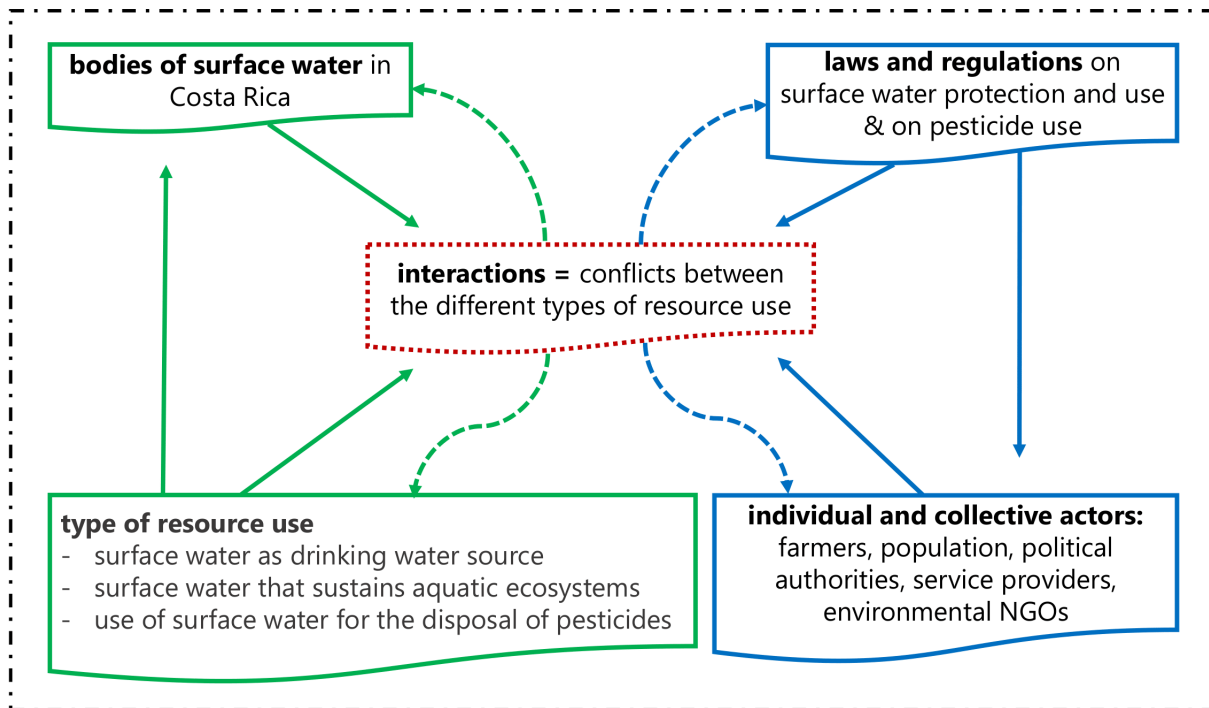 bodies of surface water in
Costa Rica
laws and regulations on
surface water protection and use
& on pesticide use
interactions = conflicts between
the different types of resource use
type of resource use
- surface water as drinking water source
- surface water that sustains aquatic ecosystems
- use of surface water for the disposal of pesticides
individual and collective actors:
farmers, population, political
authorities, service providers,
environmental NGOs